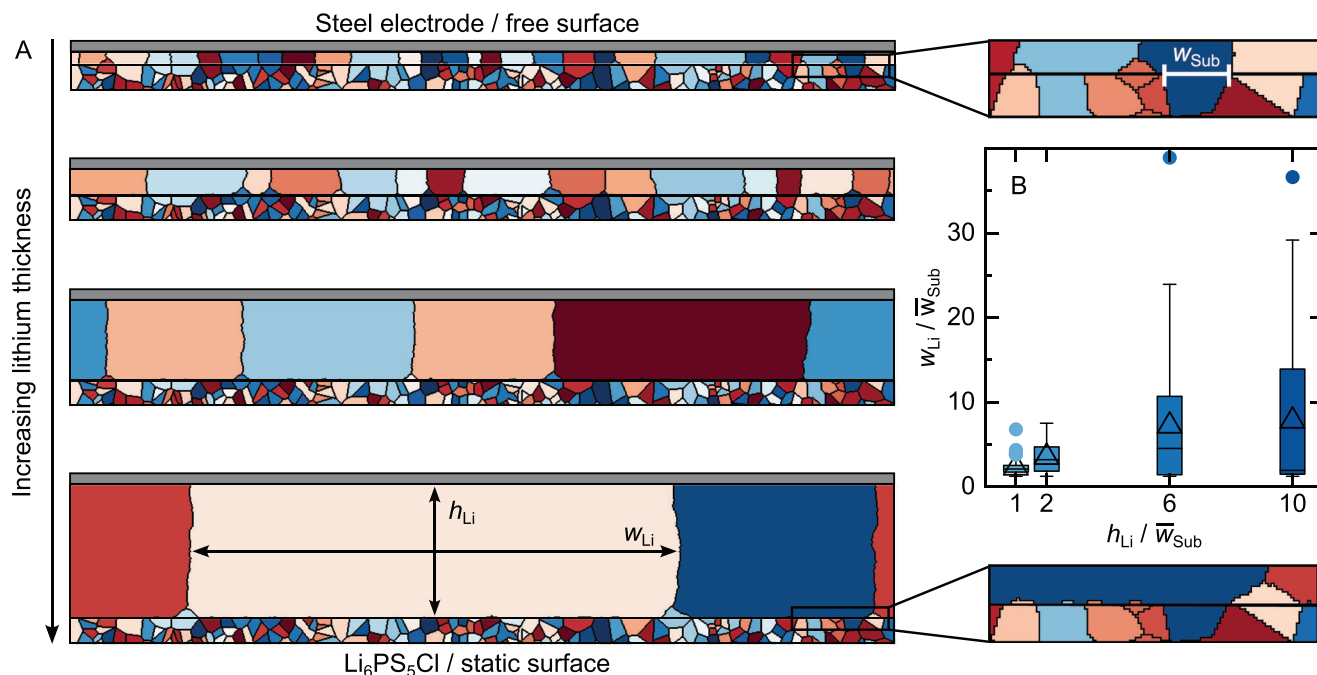 Steel electrode / free surface
A
Increasing lithium thickness
h_Li
w_Li
Li₆PS₅Cl / static surface
w_Sub
B
w_Li / w̅_Sub
30
20
10
0
1 2 6 10
h_Li / w̅_Sub